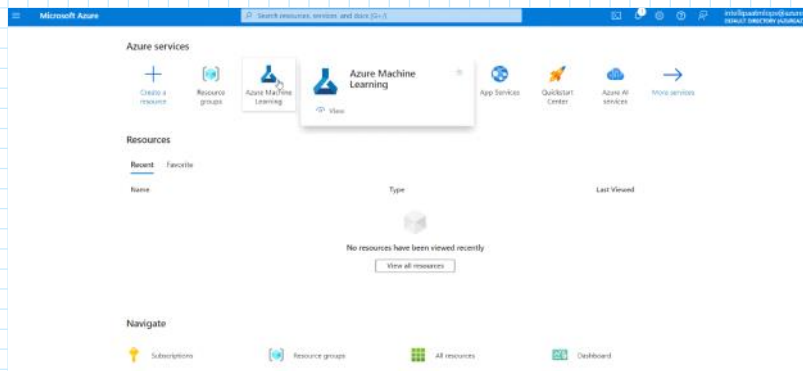 Microsoft Azure
Search resources, services, and docs (G+/)
DEFAULT DIRECTORY
Azure services
Create a resource
Resource groups
Azure Machine Learning
Azure Machine Learning
View
App Services
Quickstart Center
Azure AI services
More services
Resources
Recent Favorite
Name Type Last Viewed
No resources have been viewed recently
View all resources
Navigate
Subscriptions Resource groups All resources Dashboard